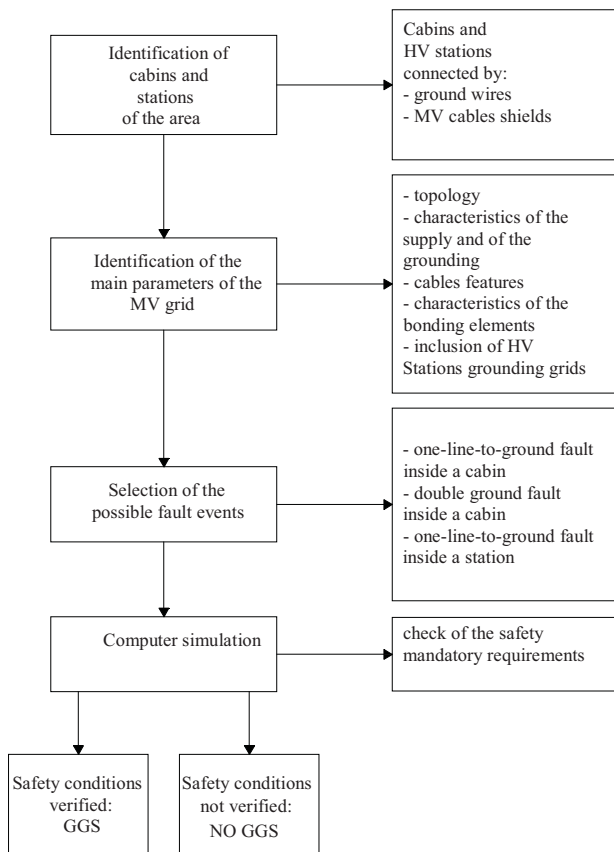 Identification of
cabins and
stations
of the area
Cabins and
HV stations
connected by:
- ground wires
- MV cables shields
Identification of the
main parameters of the
MV grid
- topology
- characteristics of the
supply and of the
grounding
- cables features
- characteristics of the
bonding elements
- inclusion of HV
Stations grounding grids
Selection of the
possible fault events
- one-line-to-ground fault
inside a cabin
- double ground fault
inside a cabin
- one-line-to-ground fault
inside a station
Computer simulation
check of the safety
mandatory requirements
Safety conditions
verified:
GGS
Safety conditions
not verified:
NO GGS